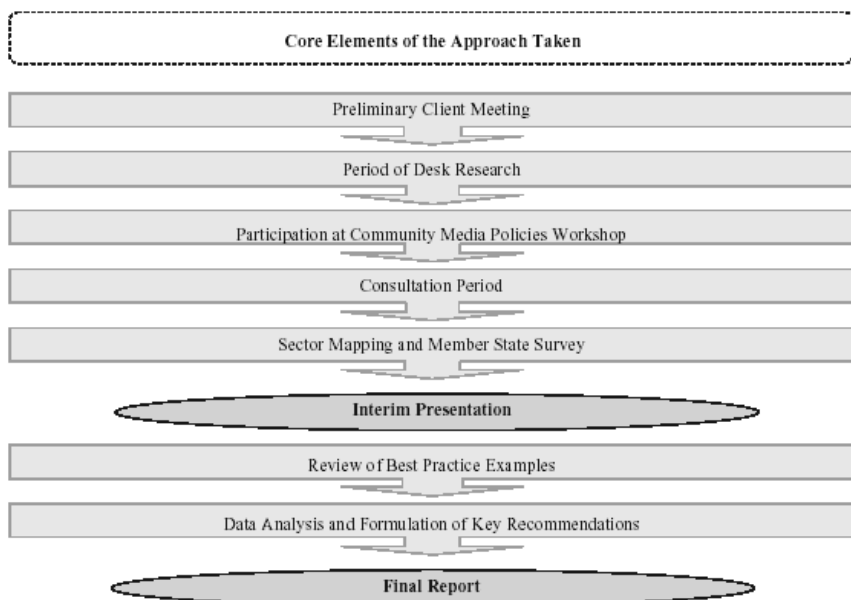 Core Elements of the Approach Taken
Preliminary Client Meeting
Period of Desk Research
Participation at Community Media Policies Workshop
Consultation Period
Sector Mapping and Member State Survey
Interim Presentation
Review of Best Practice Examples
Data Analysis and Formulation of Key Recommendations
Final Report